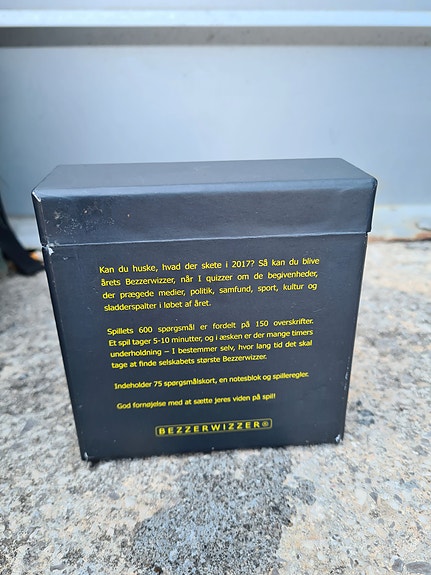 Kan du huske, hvad der skete i 2017? Så kan du blive
årets Bezzerwizzer, når I quizzer om de begivenheder,
der prægede medier, politik, samfund, sport, kultur og
sladderspalter i løbet af året.
Spillets 600 spørgsmål er fordelt på 150 overskrifter.
Et spil tager 5-10 minutter, og i æsken er der mange timers
underholdning – I bestemmer selv, hvor lang tid det skal
tage at finde selskabets største Bezzerwizzer.
Indeholder 75 spørgsmålskort, en notesblok og spilleregler.
God fornøjelse med at sætte jeres viden på spil!
BEZZERWIZZER®